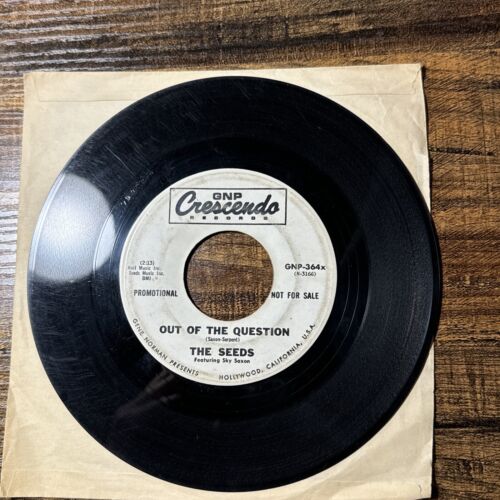 GNP
Crescendo
RECORDS
(2:13)
Neil Music Inc.
Seeds Music Inc.
BMI
GNP-364x
(N-3166)
PROMOTIONAL
NOT FOR SALE
OUT OF THE QUESTION
(Saxon-Serpent)
THE SEEDS
Featuring Sky Saxon
GENE NORMAN PRESENTS
HOLLYWOOD, CALIFORNIA, U.S.A.